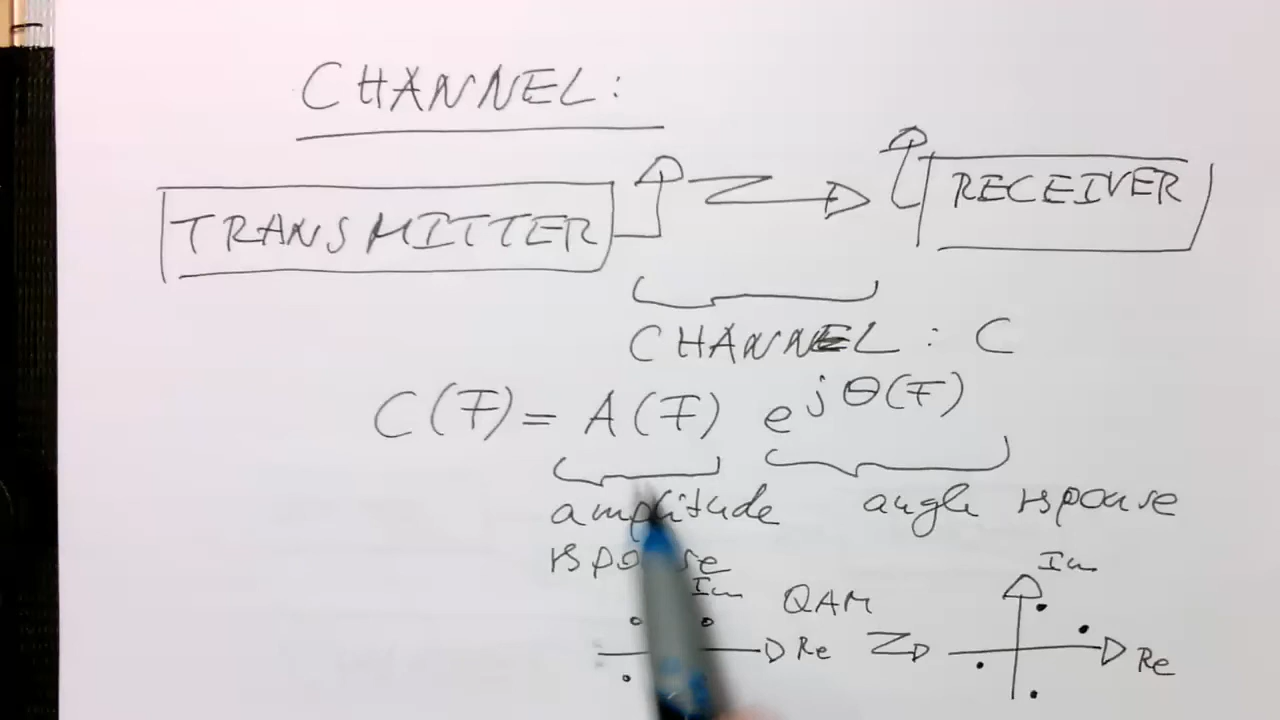 CHANNEL:
TRANSMITTER RECEIVER
CHANNEL: C
C(F) = A(F) e^jθ(F)
amplitude angle response
response
Im QAM Im
Re Re